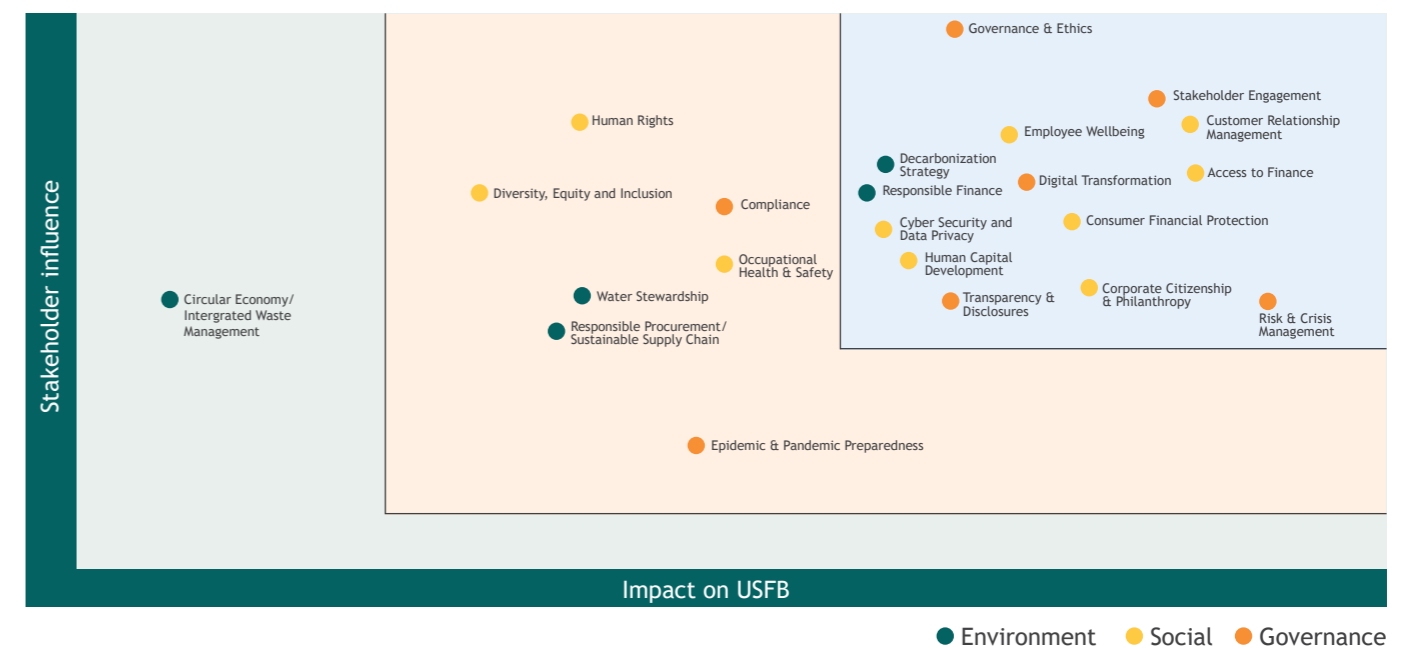 Governance & Ethics
Stakeholder Engagement
Human Rights
Customer Relationship
Management
Employee Wellbeing
Decarbonization
Strategy
Access to Finance
Digital Transformation
Responsible Finance
Diversity, Equity and Inclusion
Compliance
Consumer Financial Protection
Cyber Security and
Data Privacy
Occupational
Health & Safety
Human Capital
Development
Corporate Citizenship
& Philanthropy
Water Stewardship
Transparency &
Disclosures
Circular Economy/
Intergrated Waste
Management
Risk & Crisis
Management
Responsible Procurement/
Sustainable Supply Chain
Epidemic & Pandemic Preparedness
Stakeholder influence
Impact on USFB
Environment
Social
Governance